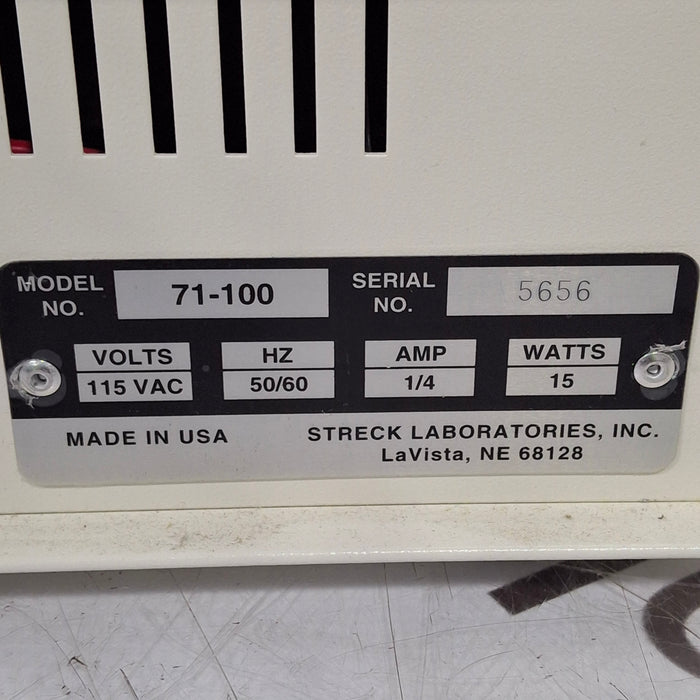 MODEL NO. 71-100 SERIAL NO. 5656
VOLTS HZ AMP WATTS
115 VAC 50/60 1/4 15
MADE IN USA STRECK LABORATORIES, INC.
LaVista, NE 68128